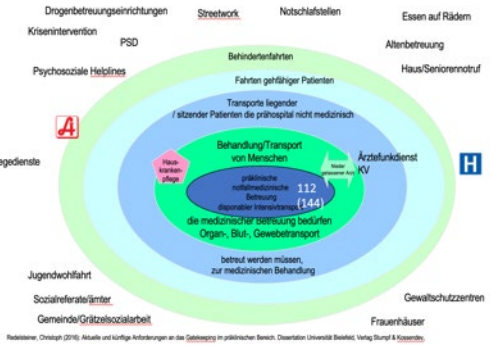 Drogenbetreuungseinrichtungen
Streetwork
Notschlafstellen
Essen auf Rädern
Krisenintervention
PSD
Behindertenfahrten
Altenbetreuung
Psychosoziale Helplines
Fahrten gehfähiger Patienten
Haus/Seniorennotruf
Transporte liegender
/ sitzender Patienten die prähospital nicht medizinisch
A
Behandlung/Transport
von Menschen
egedienste
Haus-
kranken-
pflege
Nieder
gelassener Arzt
Ärztefunkdienst
KV
H
präklinische
notfallmedizinische
Betreuung
disponabler Intensivtransport
112
(144)
die medizinischer Betreuung bedürfen
Organ-, Blut-, Gewebetransport
betreut werden müssen,
zur medizinischen Behandlung
Jugendwohlfahrt
Sozialreferate/ämter
Gemeinde/Grätzelsozialarbeit
Gewaltschutzzentren
Frauenhäuser
Redelsteiner, Christoph (2016): Aktuelle und künftige Anforderungen an das Gatekeeping im präklinischen Bereich. Dissertation Universität Bielefeld, Verlag Stumpf & Kossendey.